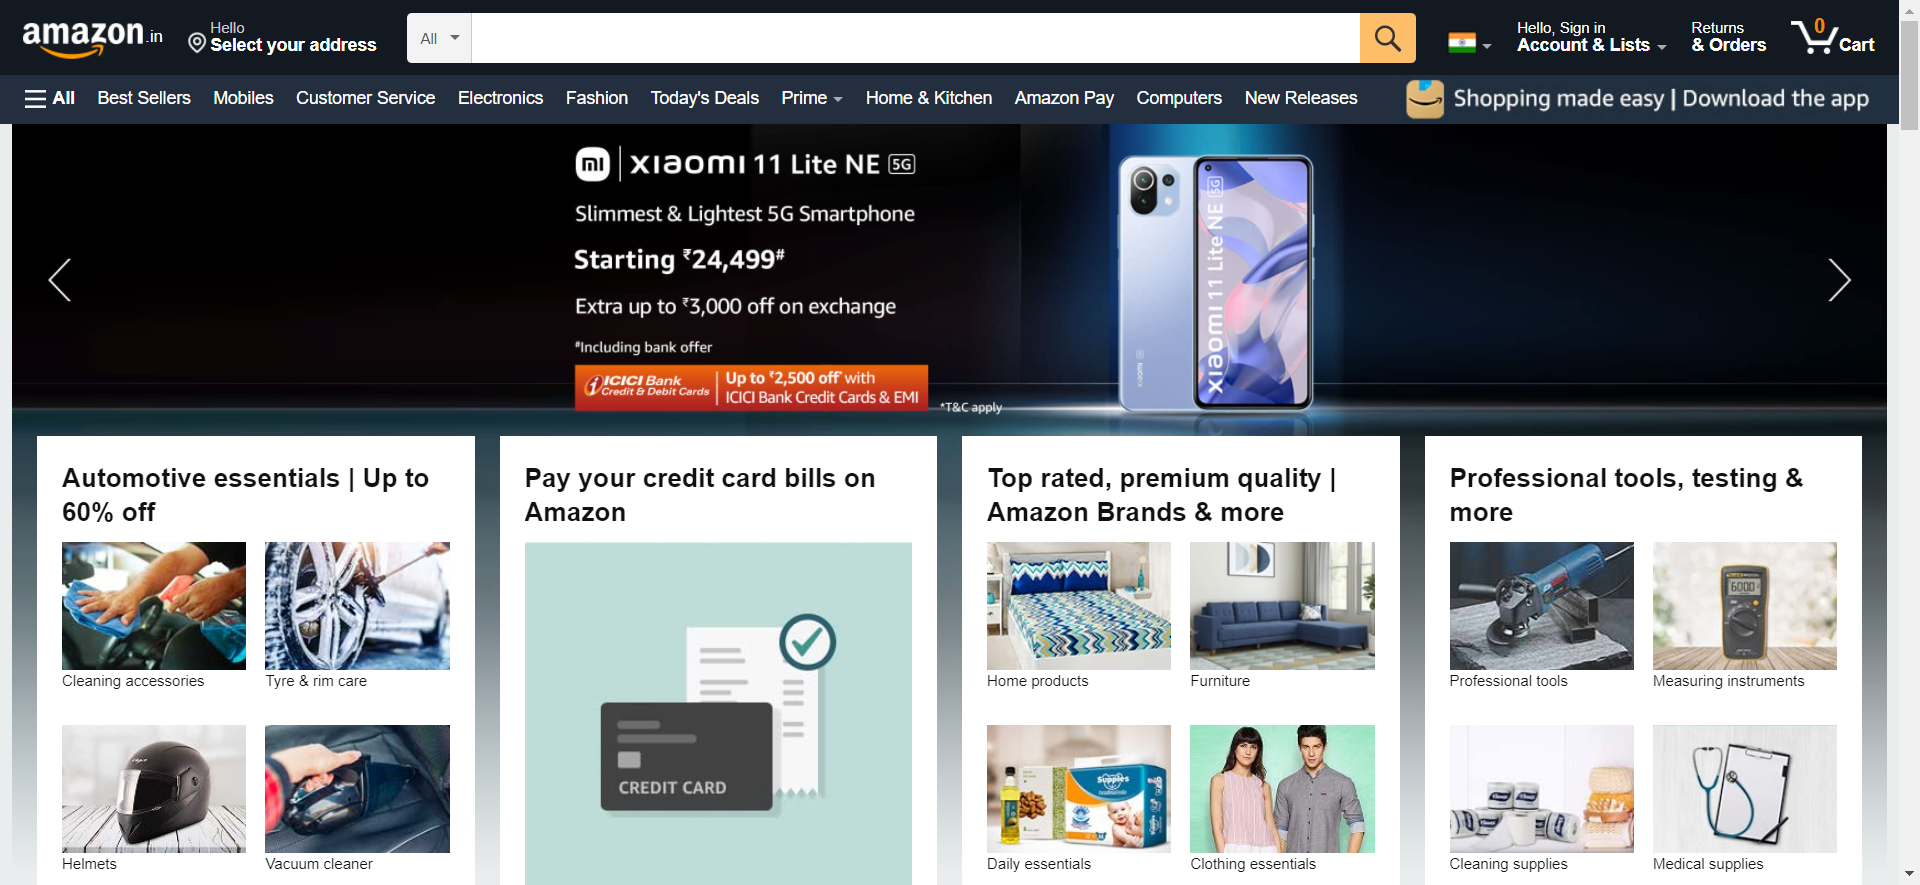 amazon.in
Hello
Select your address
All
Hello, Sign in
Account & Lists
Returns
& Orders
0
Cart
All
Best Sellers
Mobiles
Customer Service
Electronics
Fashion
Today's Deals
Prime
Home & Kitchen
Amazon Pay
Computers
New Releases
Shopping made easy | Download the app
mi | xiaomi 11 Lite NE 5G
Slimmest & Lightest 5G Smartphone
Starting ₹24,499#
Extra up to ₹3,000 off on exchange
#Including bank offer
ICICI Bank
Credit & Debit Cards
Up to ₹2,500 off* with
ICICI Bank Credit Cards & EMI
*T&C apply
xiaomi
xiaomi 11 Lite NE 5G
Automotive essentials | Up to
60% off
Cleaning accessories
Tyre & rim care
Helmets
Vacuum cleaner
Pay your credit card bills on
Amazon
CREDIT CARD
Top rated, premium quality |
Amazon Brands & more
Home products
Furniture
Supples
Daily essentials
Clothing essentials
Professional tools, testing &
more
6000
Professional tools
Measuring instruments
Cleaning supplies
Medical supplies